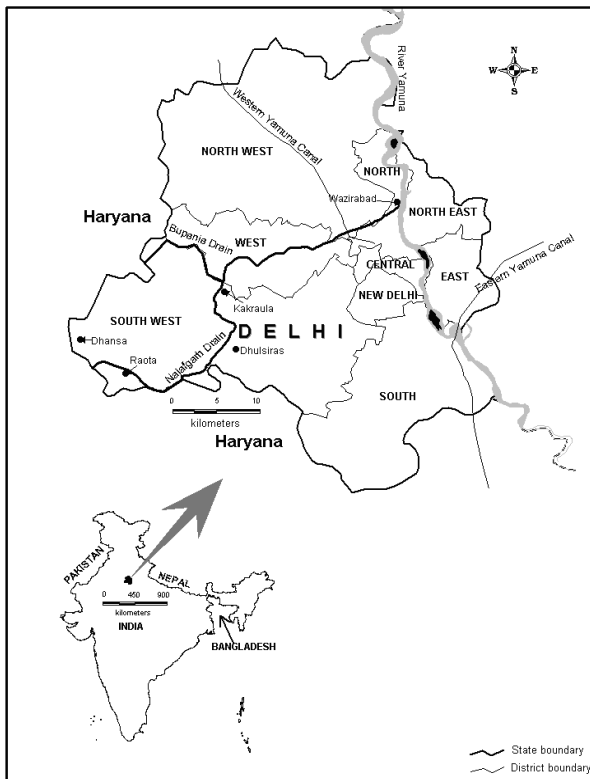 N
W E
S
River Yamuna
Western Yamuna Canal
7
NORTH WEST
NORTH
Wazirabad
NORTH EAST
Haryana
Bupania Drain
WEST
CENTRAL
EAST
Eastern Yamuna Canal
NEW DELHI
Kakraula
SOUTH WEST
DELHI
Dhansa
Dhulsiras
Raota
Najafgarh Drain
SOUTH
0 5 10
kilometers
Haryana
PAKISTAN
NEPAL
0 450 900
kilometers
INDIA
BANGLADESH
State boundary
District boundary